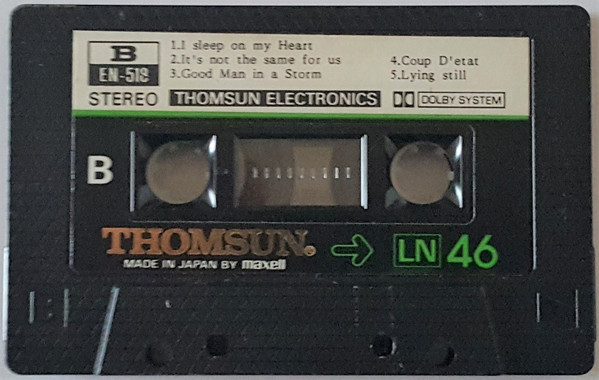 B
EN-519
1.I sleep on my Heart
2.It's not the same for us
3.Good Man in a Storm
4.Coup D'etat
5.Lying still
STEREO THOMSUN ELECTRONICS DOLBY SYSTEM
B
THOMSUN
MADE IN JAPAN BY maxell
LN 46